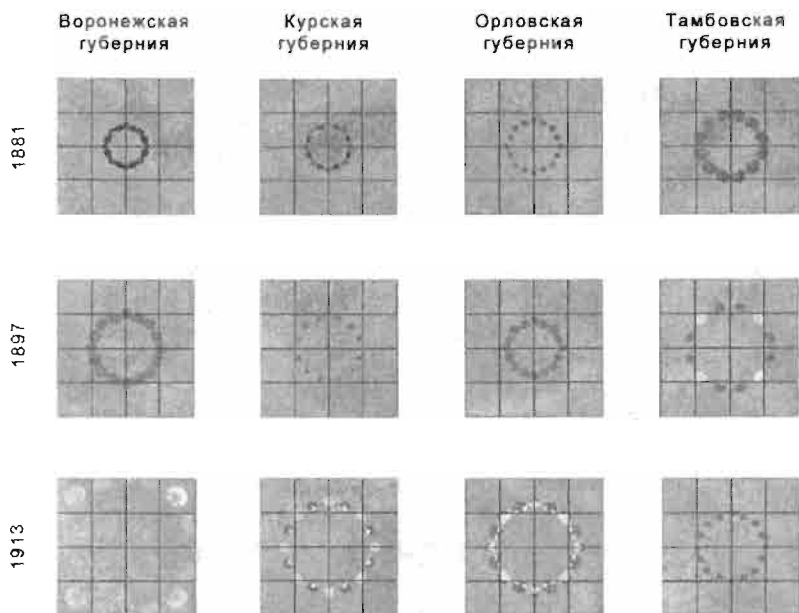 Воронежская губерния
Курская губерния
Орловская губерния
Тамбовская губерния
1881
1897
1913